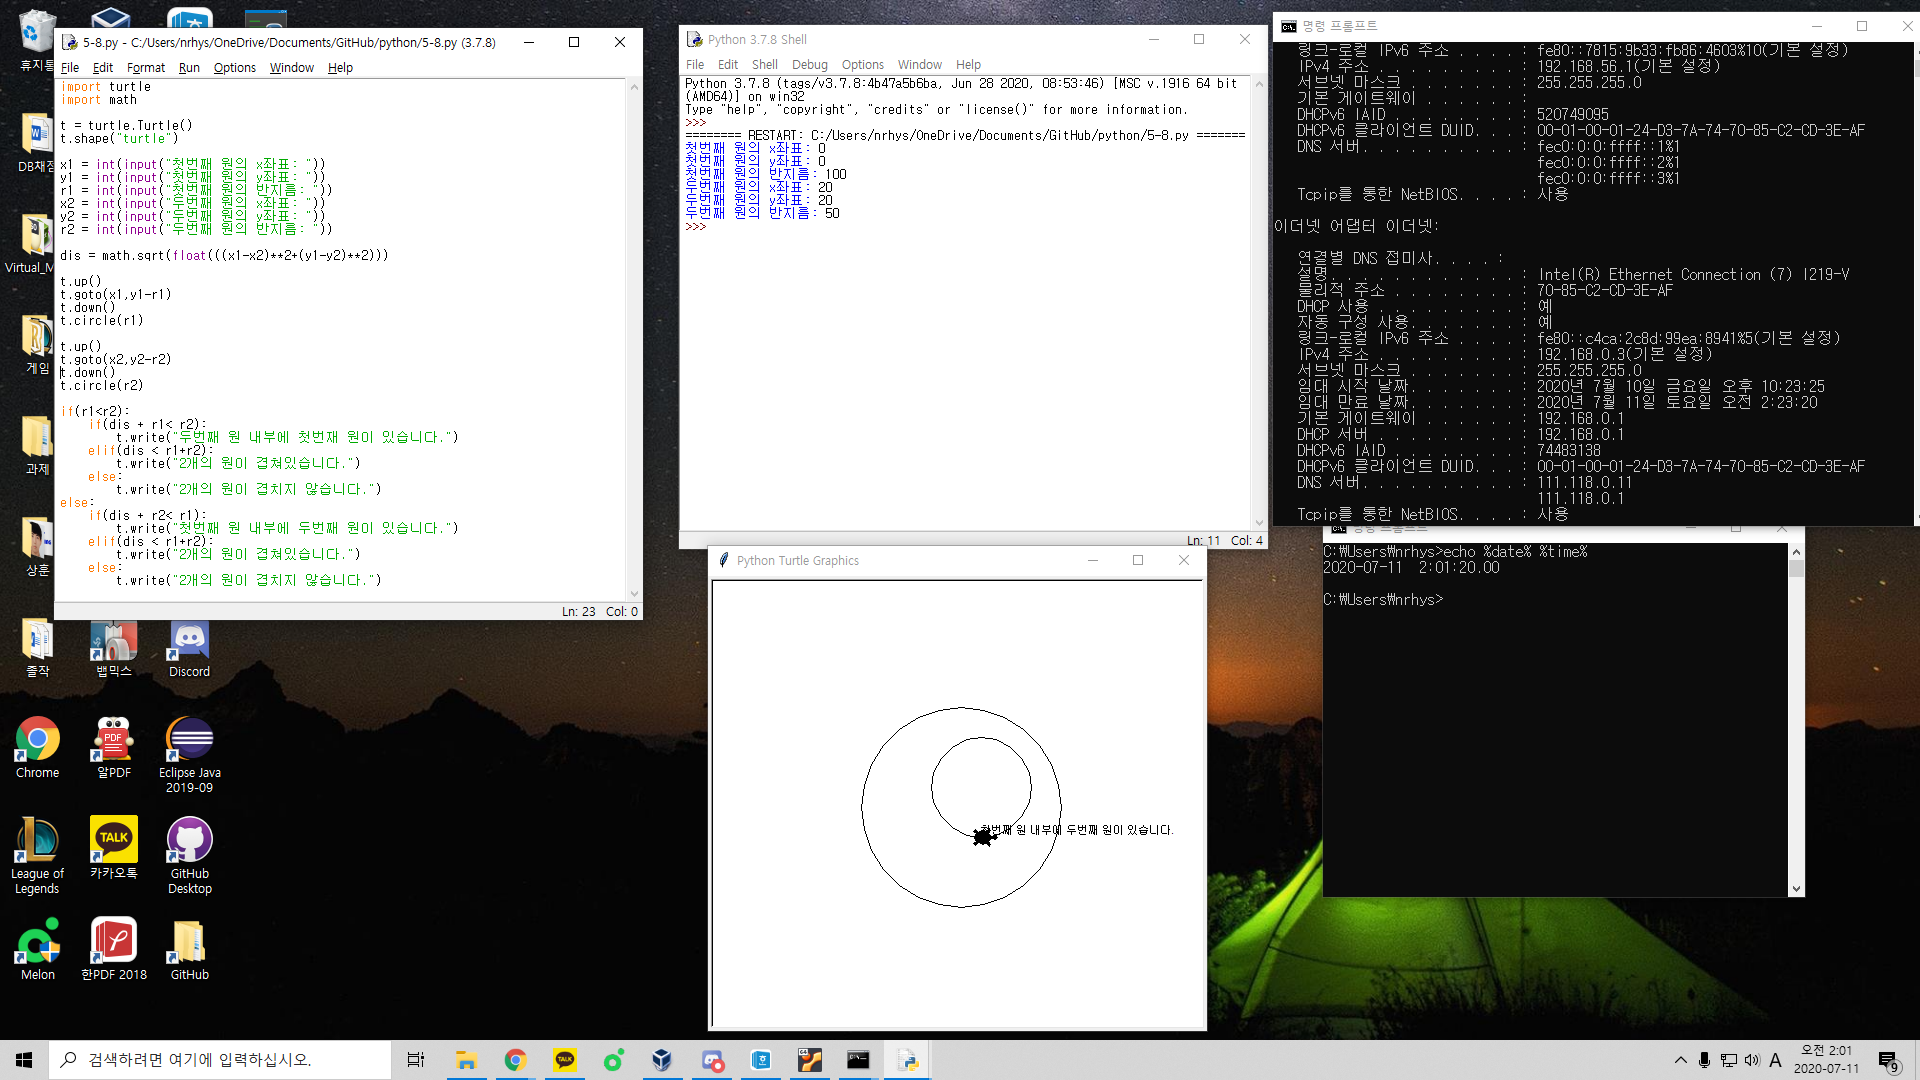 5-8.py - C:/Users/nrhys/OneDrive/Documents/GitHub/python/5-8.py (3.7.8)
File Edit Format Run Options Window Help
import turtle
import math
t = turtle.Turtle()
t.shape("turtle")
x1 = int(input("첫번째 원의 x좌표: "))
y1 = int(input("첫번째 원의 y좌표: "))
r1 = int(input("첫번째 원의 반지름: "))
x2 = int(input("두번째 원의 x좌표: "))
y2 = int(input("두번째 원의 y좌표: "))
r2 = int(input("두번째 원의 반지름: "))
dis = math.sqrt(float(((x1-x2)**2+(y1-y2)**2)))
t.up()
t.goto(x1,y1-r1)
t.down()
t.circle(r1)
t.up()
t.goto(x2,y2-r2)
t.down()
t.circle(r2)
if(r1<r2):
    if(dis + r1< r2):
        t.write("두번째 원 내부에 첫번재 원이 있습니다.")
    elif(dis < r1+r2):
        t.write("2개의 원이 겹쳐있습니다.")
    else:
        t.write("2개의 원이 겹치지 않습니다.")
else:
    if(dis + r2< r1):
        t.write("첫번째 원 내부에 두번째 원이 있습니다.")
    elif(dis < r1+r2):
        t.write("2개의 원이 겹쳐있습니다.")
    else:
        t.write("2개의 원이 겹치지 않습니다.")
Ln: 23 Col: 0
Python 3.7.8 Shell
File Edit Shell Debug Options Window Help
Python 3.7.8 (tags/v3.7.8:4b47a5b6ba, Jun 28 2020, 08:53:46) [MSC v.1916 64 bit
(AMD64)] on win32
Type "help", "copyright", "credits" or "license()" for more information.
>>>
======== RESTART: C:/Users/nrhys/OneDrive/Documents/GitHub/python/5-8.py =======
첫번째 원의 x좌표: 0
첫번째 원의 y좌표: 0
첫번째 원의 반지름: 100
두번째 원의 x좌표: 20
두번째 원의 y좌표: 20
두번째 원의 반지름: 50
>>>
Ln: 11 Col: 4
Python Turtle Graphics
첫번째 원 내부에 두번째 원이 있습니다.
명령 프롬프트
링크-로컬 IPv6 주소 . . . . : fe80::7815:9b33:fb86:4603%10(기본 설정)
IPv4 주소 . . . . . . . . . : 192.168.56.1(기본 설정)
서브넷 마스크 . . . . . . . : 255.255.255.0
기본 게이트웨이 . . . . . . :
DHCPv6 IAID . . . . . . . . : 520749095
DHCPv6 클라이언트 DUID. . . : 00-01-00-01-24-D3-7A-74-70-85-C2-CD-3E-AF
DNS 서버. . . . . . . . . . : fec0:0:0:ffff::1%1
fec0:0:0:ffff::2%1
fec0:0:0:ffff::3%1
Tcpip를 통한 NetBIOS. . . . : 사용
이더넷 어댑터 이더넷:
연결별 DNS 접미사. . . . :
설명. . . . . . . . . . . . : Intel(R) Ethernet Connection (7) I219-V
물리적 주소 . . . . . . . . : 70-85-C2-CD-3E-AF
DHCP 사용 . . . . . . . . . : 예
자동 구성 사용. . . . . . . : 예
링크-로컬 IPv6 주소 . . . . : fe80::c4ca:2c8d:99ea:8941%5(기본 설정)
IPv4 주소 . . . . . . . . . : 192.168.0.3(기본 설정)
서브넷 마스크 . . . . . . . : 255.255.255.0
임대 시작 날짜. . . . . . . : 2020년 7월 10일 금요일 오후 10:23:25
임대 만료 날짜. . . . . . . : 2020년 7월 11일 토요일 오전 2:23:20
기본 게이트웨이 . . . . . . : 192.168.0.1
DHCP 서버 . . . . . . . . . : 192.168.0.1
DHCPv6 IAID . . . . . . . . : 74483138
DHCPv6 클라이언트 DUID. . . : 00-01-00-01-24-D3-7A-74-70-85-C2-CD-3E-AF
DNS 서버. . . . . . . . . . : 111.118.0.11
111.118.0.1
Tcpip를 통한 NetBIOS. . . . : 사용
명령 프롬프트
C:₩Users₩nrhys>echo %date% %time%
2020-07-11  2:01:20.00
C:₩Users₩nrhys>
휴지통
DB채점
Virtual_M
게임
과제
상훈
졸작
뱁믹스
Discord
Chrome
알PDF
Eclipse Java
2019-09
League of
Legends
카카오톡
GitHub
Desktop
Melon
한PDF 2018
GitHub
PDF
TALK
검색하려면 여기에 입력하십시오.
TALK
64
A
오전 2:01
2020-07-11
9